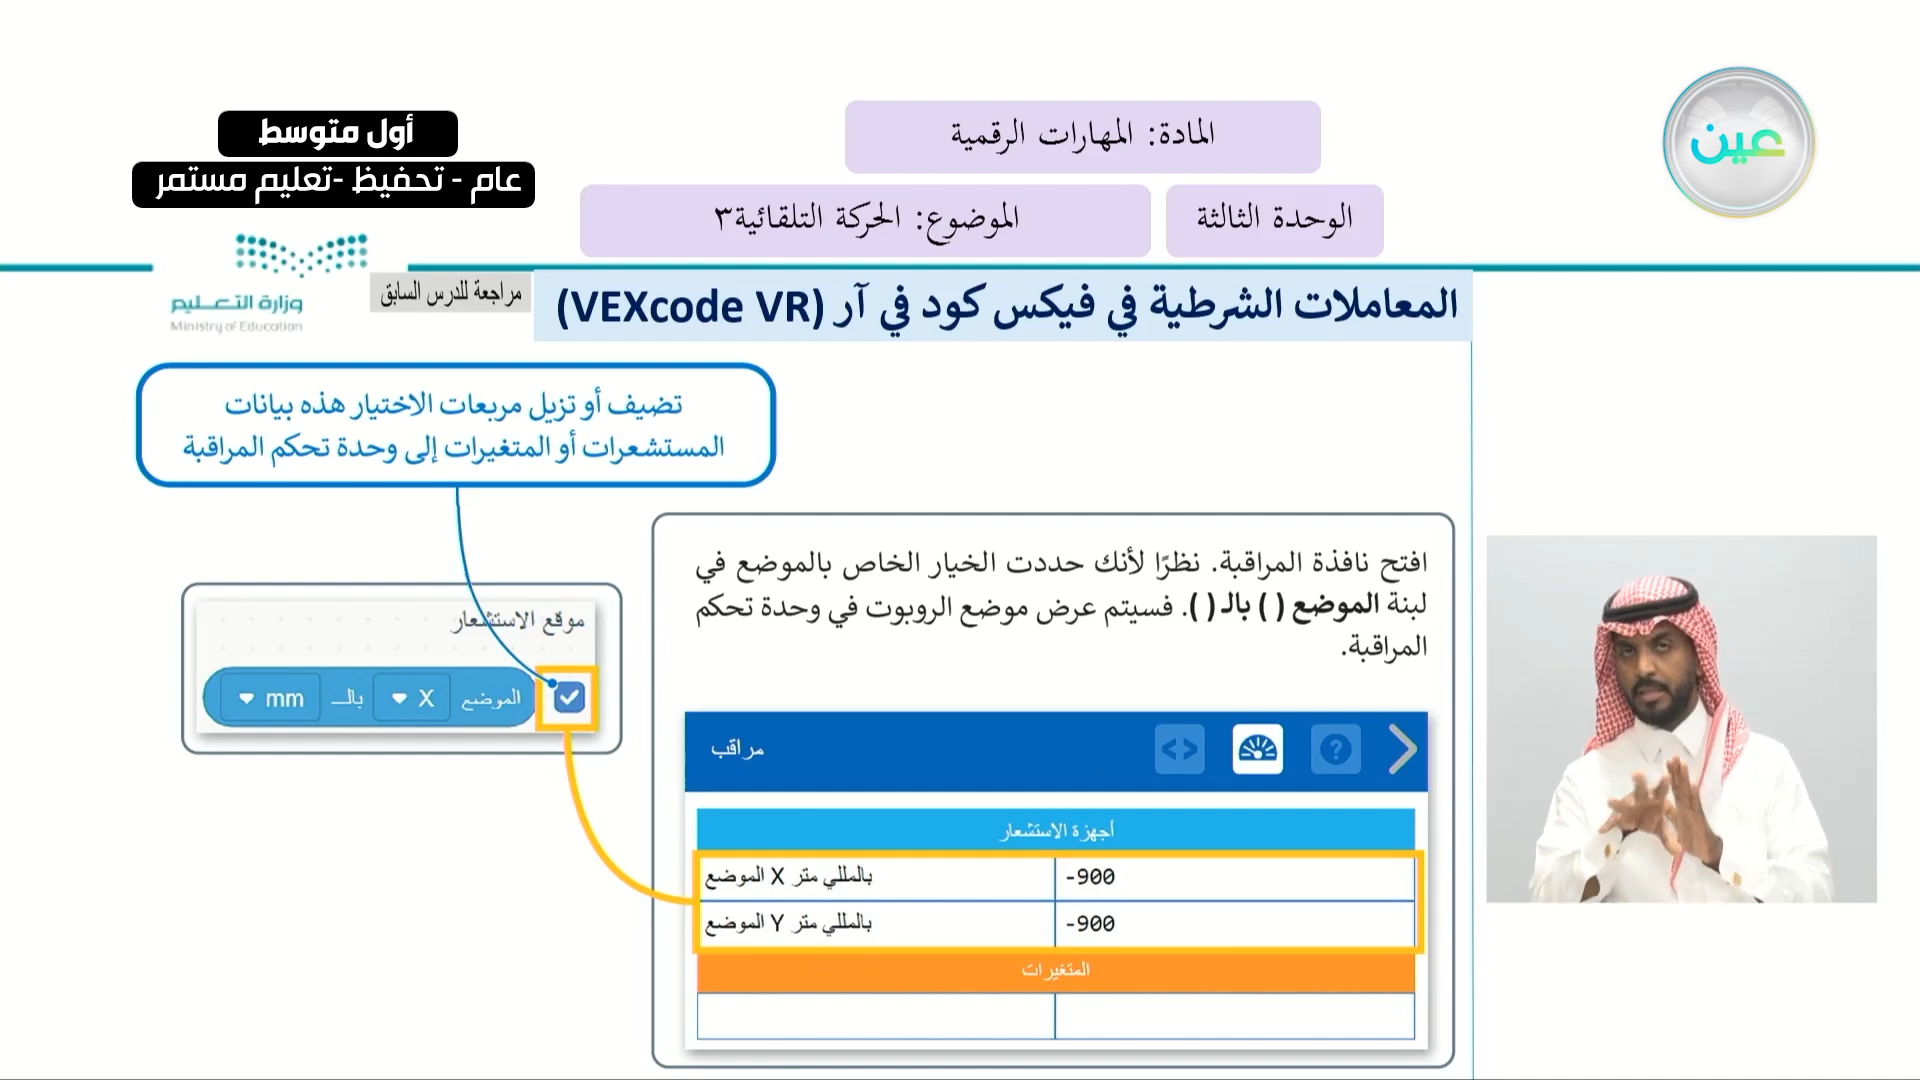 عين
المادة: المهارات الرقمية
أول متوسط
عام - تحفيظ -تعليم مستمر
الوحدة الثالثة
الموضوع: الحركة التلقائية٣
وزارة التعـــليم
Ministry of Education
مراجعة للدرس السابق
المعاملات الشرطية في فيكس كود في آر (VEXcode VR)
تضيف أو تزيل مربعات الاختيار هذه بيانات
المستشعرات أو المتغيرات إلى وحدة تحكم المراقبة
افتح نافذة المراقبة. نظرًا لأنك حددت الخيار الخاص بالموضع في
لبنة الموضع ( ) بالـ ( ). فسيتم عرض موضع الروبوت في وحدة تحكم
المراقبة.
موقع الاستشعار
الموضع X بالـــ mm
مراقب
أجهزة الاستشعار
الموضع X بالمللي متر -900
الموضع Y بالمللي متر -900
المتغيرات